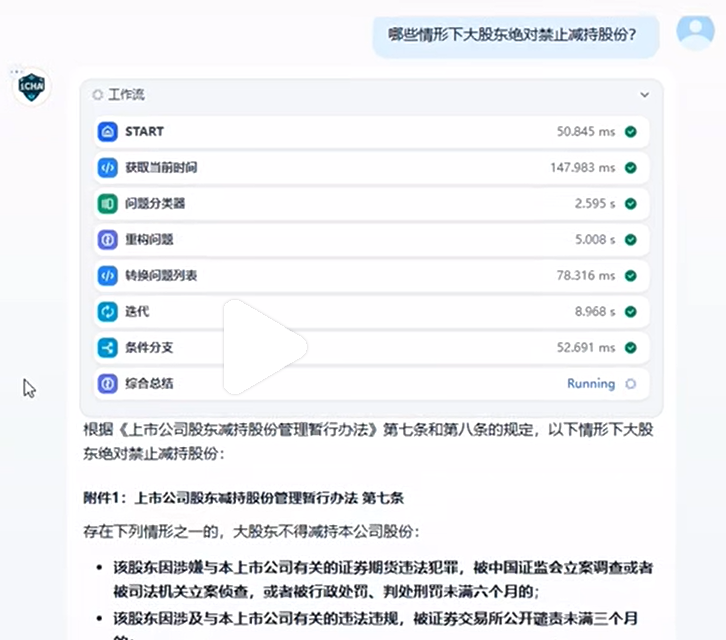 哪些情形下大股东绝对禁止减持股份?
LCHA
工作流
START 50.845 ms
获取当前时间 147.983 ms
问题分类器 2.595 s
重构问题 5.008 s
转换问题列表 78.316 ms
迭代 8.968 s
条件分支 52.691 ms
综合总结 Running
根据《上市公司股东减持股份管理暂行办法》第七条和第八条的规定，以下情形下大股
东绝对禁止减持股份：
附件1：上市公司股东减持股份管理暂行办法 第七条
存在下列情形之一的，大股东不得减持本公司股份：
• 该股东因涉嫌与本上市公司有关的证券期货违法犯罪，被中国证监会立案调查或者
被司法机关立案侦查，或者被行政处罚、判处刑罚未满六个月的；
• 该股东因涉及与本上市公司有关的违法违规，被证券交易所公开谴责未满三个月